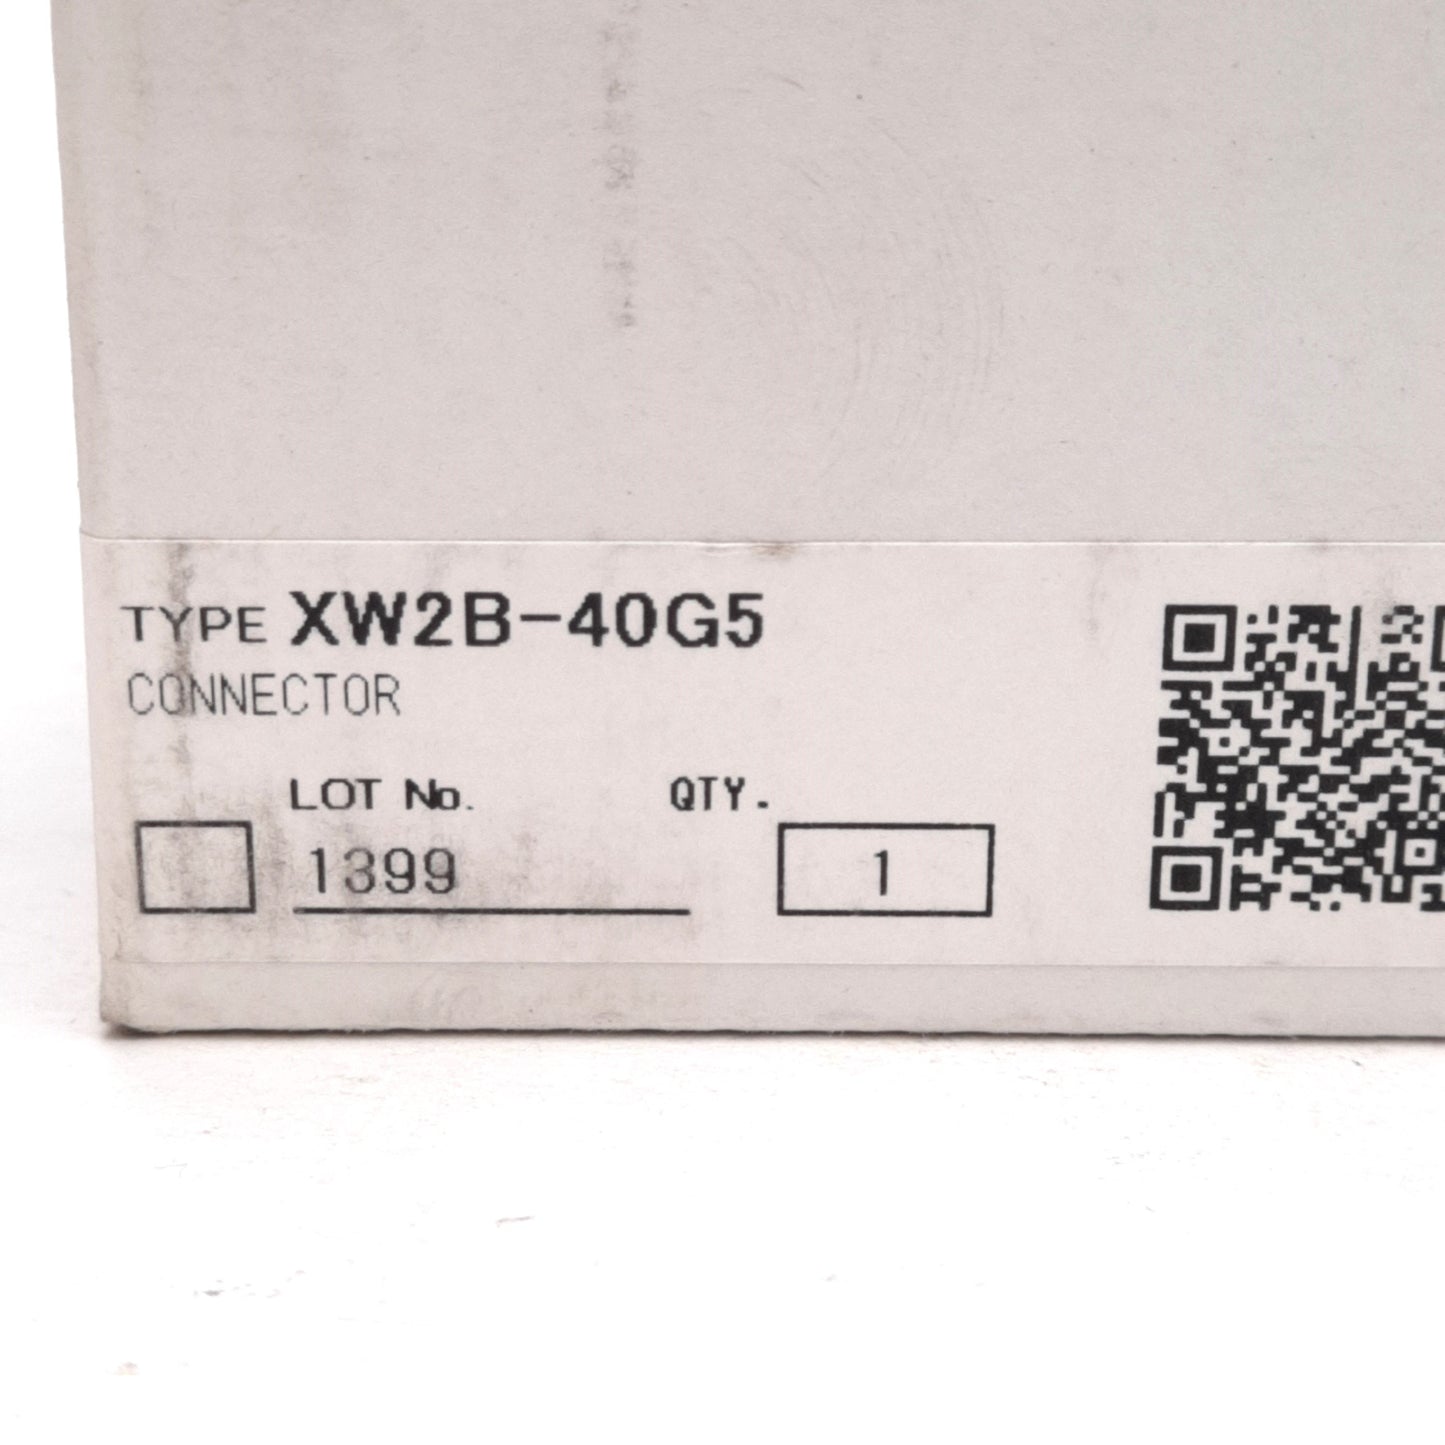 TYPE XW2B-40G5
CONNECTOR
LOT No. QTY.
1399 1